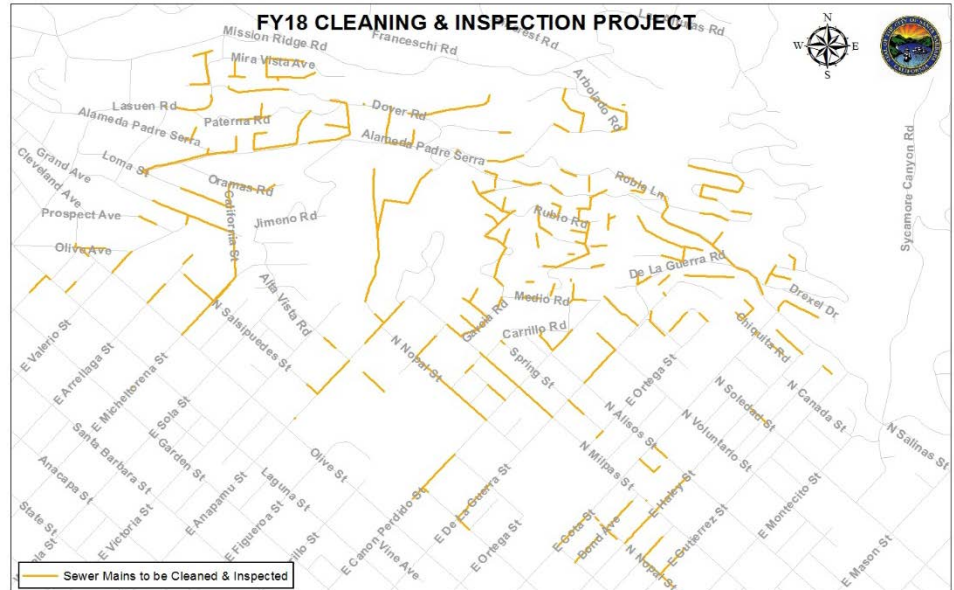 FY18 CLEANING & INSPECTION PROJECT
Mission Ridge Rd
Franceschi Rd
Mira Vista Ave
N
W
E
S
Arbolado Rd
Lasuen Rd
Dover Rd
Paterna Rd
Alameda Padre Serra
Alameda Padre Serra
Grand Ave
Loma St
Cleveland Ave
Oramas Rd
Roble Ln
Sycamore Canyon Rd
Prospect Ave
California St
Jimeno Rd
Rubio Rd
Olive Ave
De La Guerra Rd
Alta Vista Rd
Medio Rd
Drexel Dr
N Salsipuedes St
Garcia Rd
Carrillo Rd
Chiquita Rd
E Valerio St
E Arrellaga St
N Nopal St
Spring St
E Ortega St
E Micheltorena St
N Soledad St
N Canada St
E Sola St
N Alisos St
N Voluntario St
N Salinas St
Santa Barbara St
E Garden St
Olive St
N Milpas St
Anacapa St
E Anapamu St
Laguna St
E Haley St
E Montecito St
State St
E Victoria St
E Figueroa St
E Canon Perdido St
E De La Guerra St
E Cota St
Bond Ave
E Gutierrez St
Vine Ave
E Ortega St
N Nopal St
E Mason St
Sewer Mains to be Cleaned & Inspected